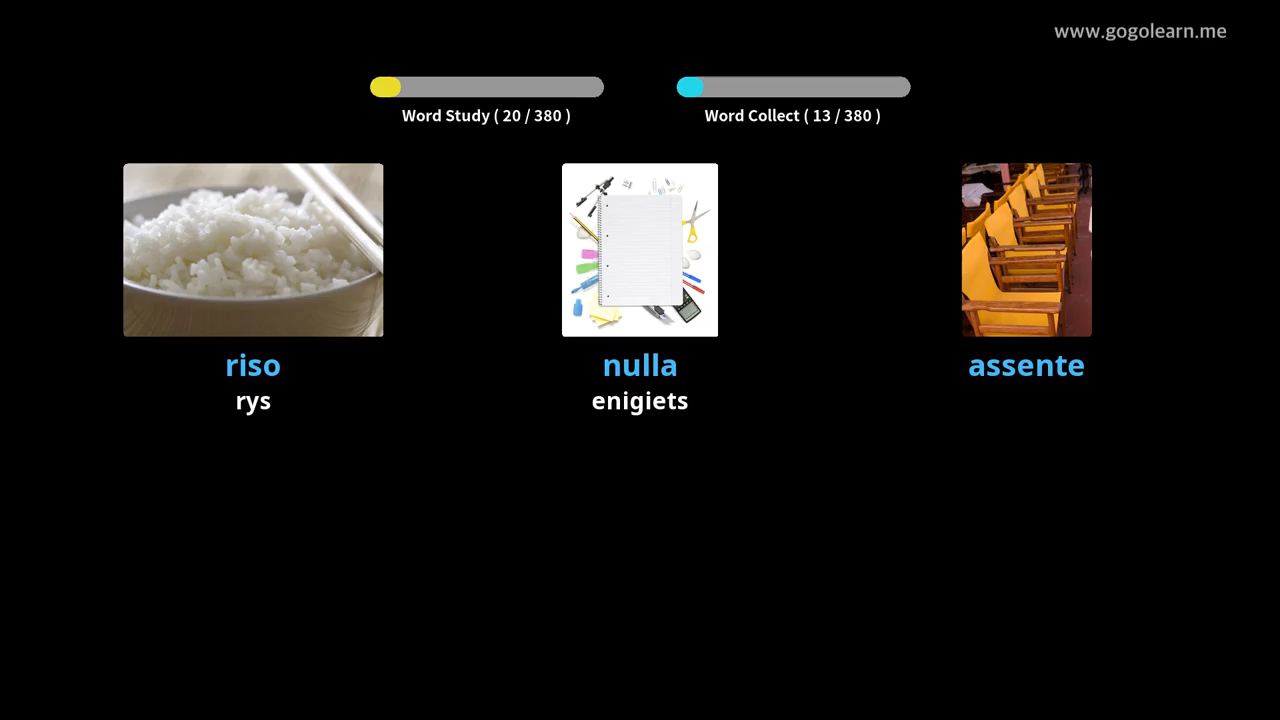 www.gogolearn.me
Word Study ( 20 / 380 )
Word Collect ( 13 / 380 )
riso
rys
nulla
enigiets
assente